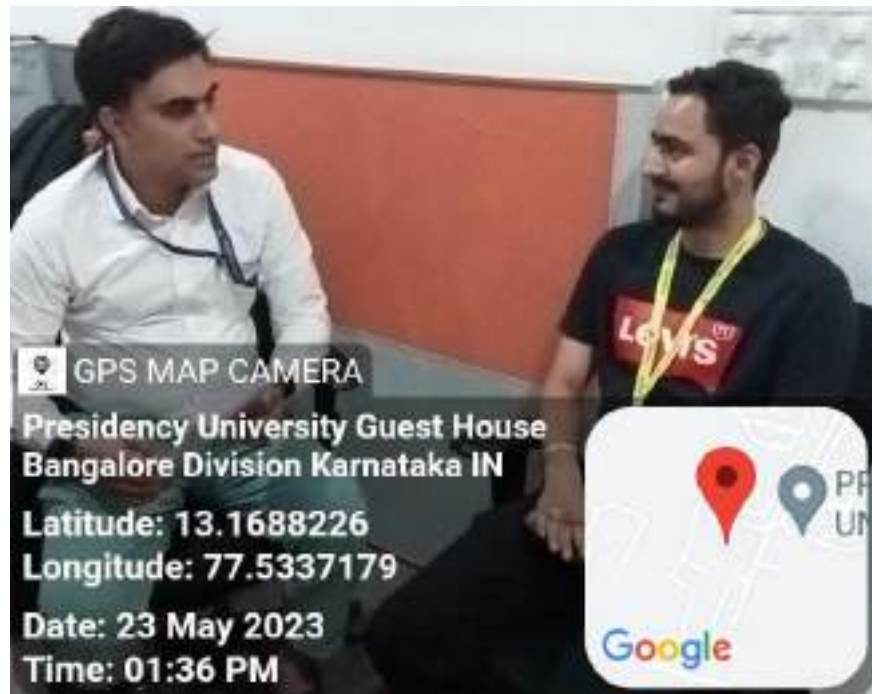 Levi's
GPS MAP CAMERA
Presidency University Guest House
Bangalore Division Karnataka IN
Latitude: 13.1688226
Longitude: 77.5337179
Date: 23 May 2023
Time: 01:36 PM
Google